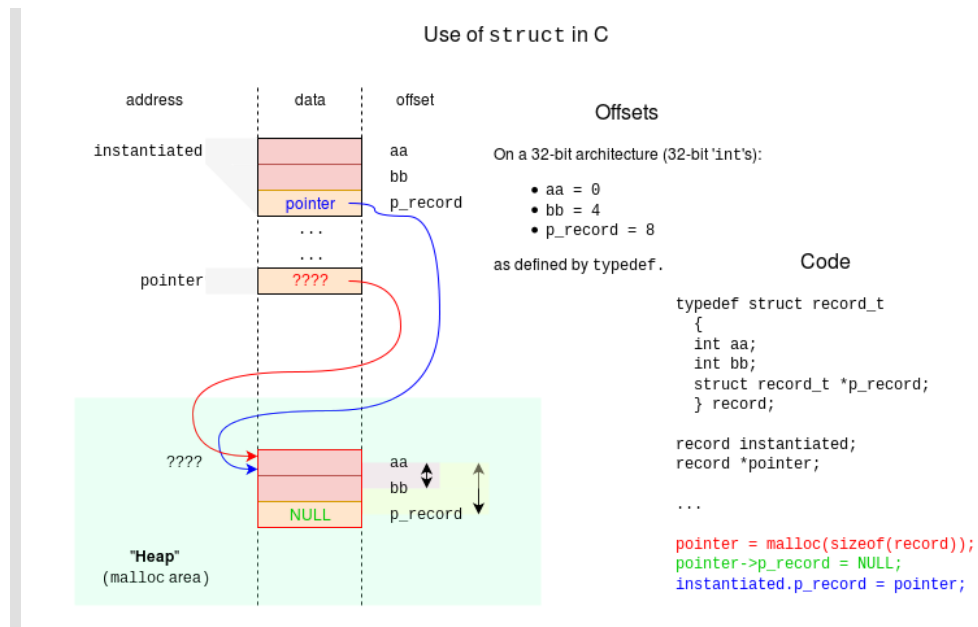 Use of struct in C
address data offset
instantiated aa
bb
pointer p_record
...
...
pointer ????
???? aa
bb
NULL p_record
"Heap"
(malloc area)
Offsets
On a 32-bit architecture (32-bit 'int's):
• aa = 0
• bb = 4
• p_record = 8
as defined by typedef.
Code
typedef struct record_t
{
int aa;
int bb;
struct record_t *p_record;
} record;
record instantiated;
record *pointer;
...
pointer = malloc(sizeof(record));
pointer->p_record = NULL;
instantiated.p_record = pointer;